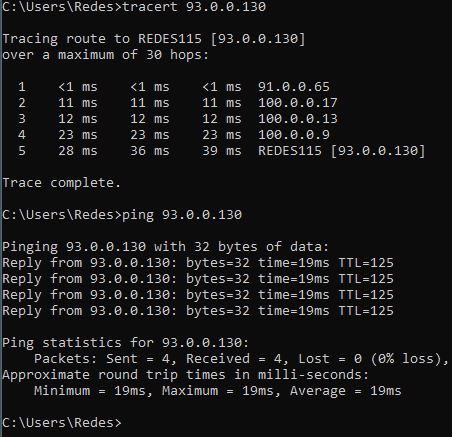 C:\Users\Redes>tracert 93.0.0.130
Tracing route to REDES115 [93.0.0.130]
over a maximum of 30 hops:
1 <1 ms <1 ms <1 ms 91.0.0.65
2 11 ms 11 ms 11 ms 100.0.0.17
3 12 ms 12 ms 12 ms 100.0.0.13
4 23 ms 23 ms 23 ms 100.0.0.9
5 28 ms 36 ms 39 ms REDES115 [93.0.0.130]
Trace complete.
C:\Users\Redes>ping 93.0.0.130
Pinging 93.0.0.130 with 32 bytes of data:
Reply from 93.0.0.130: bytes=32 time=19ms TTL=125
Reply from 93.0.0.130: bytes=32 time=19ms TTL=125
Reply from 93.0.0.130: bytes=32 time=19ms TTL=125
Reply from 93.0.0.130: bytes=32 time=19ms TTL=125
Ping statistics for 93.0.0.130:
Packets: Sent = 4, Received = 4, Lost = 0 (0% loss),
Approximate round trip times in milli-seconds:
Minimum = 19ms, Maximum = 19ms, Average = 19ms
C:\Users\Redes>